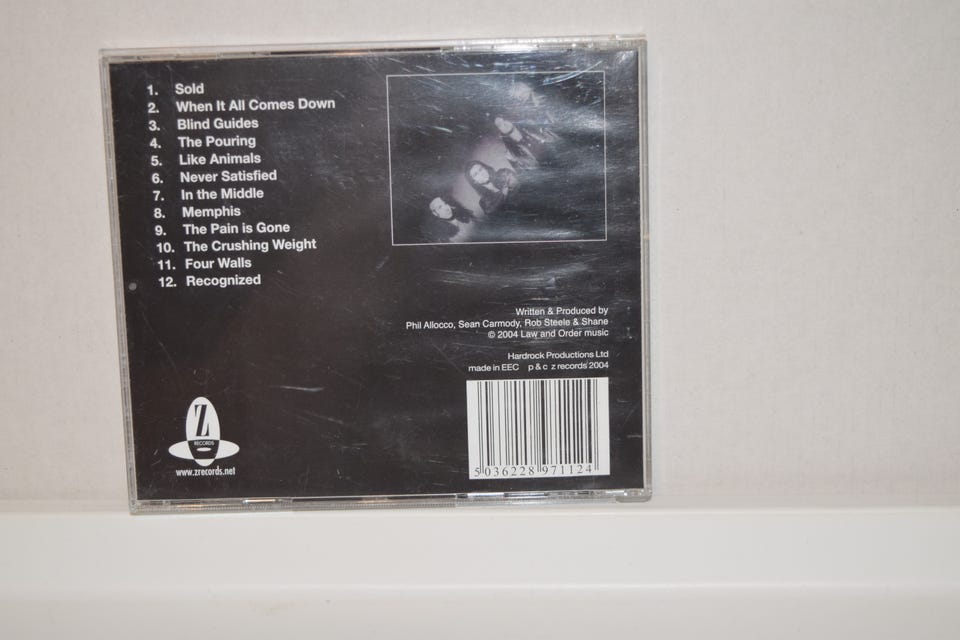 1. Sold
2. When It All Comes Down
3. Blind Guides
4. The Pouring
5. Like Animals
6. Never Satisfied
7. In the Middle
8. Memphis
9. The Pain is Gone
10. The Crushing Weight
11. Four Walls
12. Recognized
Written & Produced by
Phil Allocco, Sean Carmody, Rob Steele & Shane
© 2004 Law and Order music
Hardrock Productions Ltd
made in EEC p & c z records 2004
Z
RECORDS
www.zrecords.net
5 036228 971124